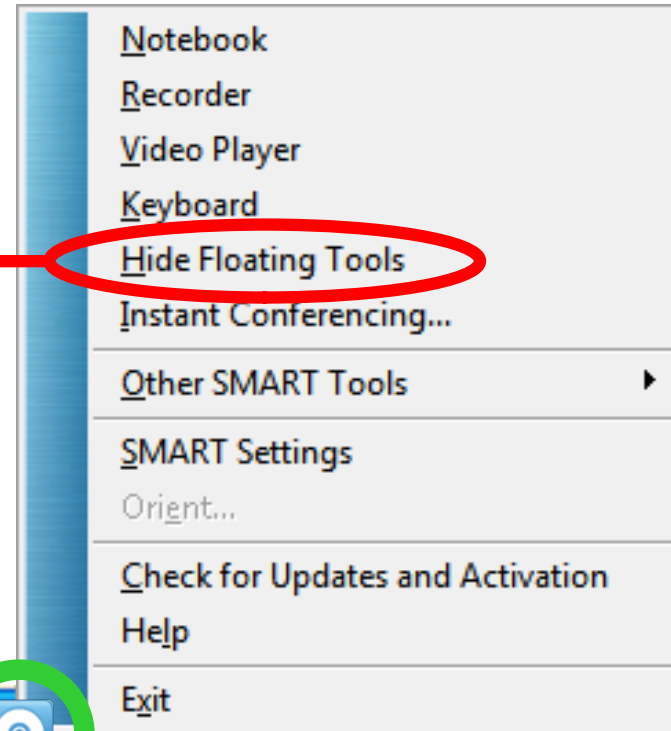 Notebook
Recorder
Video Player
Keyboard
Hide Floating Tools
Instant Conferencing...
Other SMART Tools
SMART Settings
Orient...
Check for Updates and Activation
Help
Exit